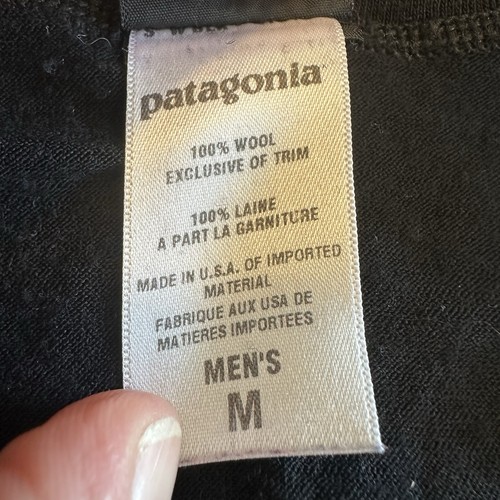 patagonia
100% WOOL
EXCLUSIVE OF TRIM
100% LAINE
A PART LA GARNITURE
MADE IN U.S.A. OF IMPORTED
MATERIAL
FABRIQUE AUX USA DE
MATIERES IMPORTEES
MEN'S
M